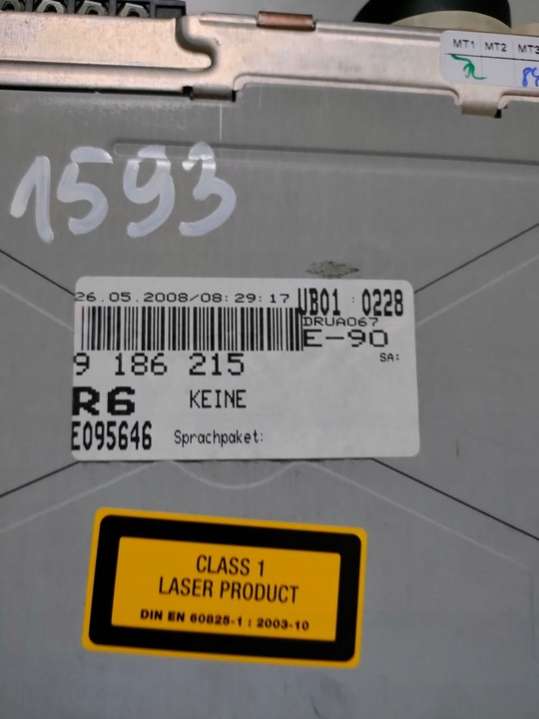 MT1 MT2 MT3
1593
26.05.2008/08:29:17 UB01 0228
DRUA067
E-90
9 186 215
SA:
R6 KEINE
E095646 Sprachpaket:
CLASS 1
LASER PRODUCT
DIN EN 60825-1 : 2003-10